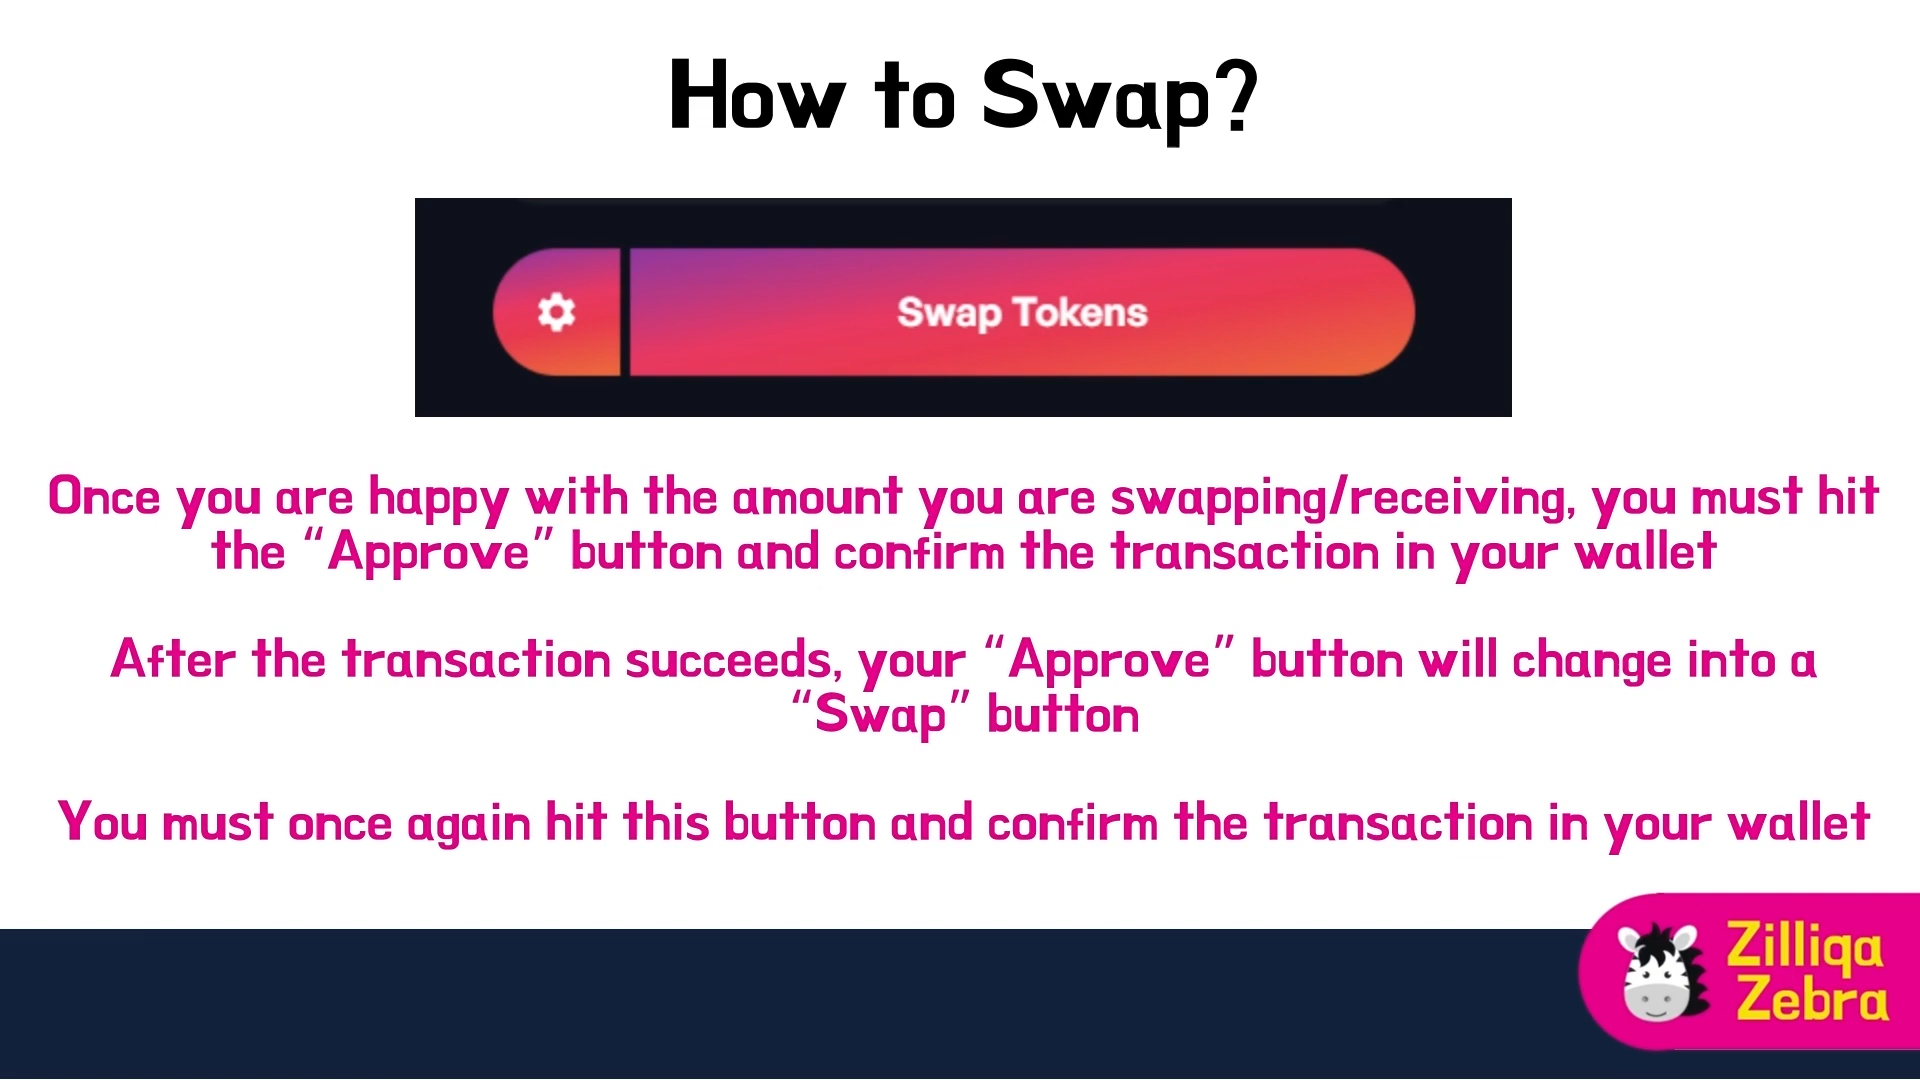 How to Swap?
Swap Tokens
Once you are happy with the amount you are swapping/receiving, you must hit
the “Approve” button and confirm the transaction in your wallet
After the transaction succeeds, your “Approve” button will change into a
“Swap” button
You must once again hit this button and confirm the transaction in your wallet
Zilliqa
Zebra